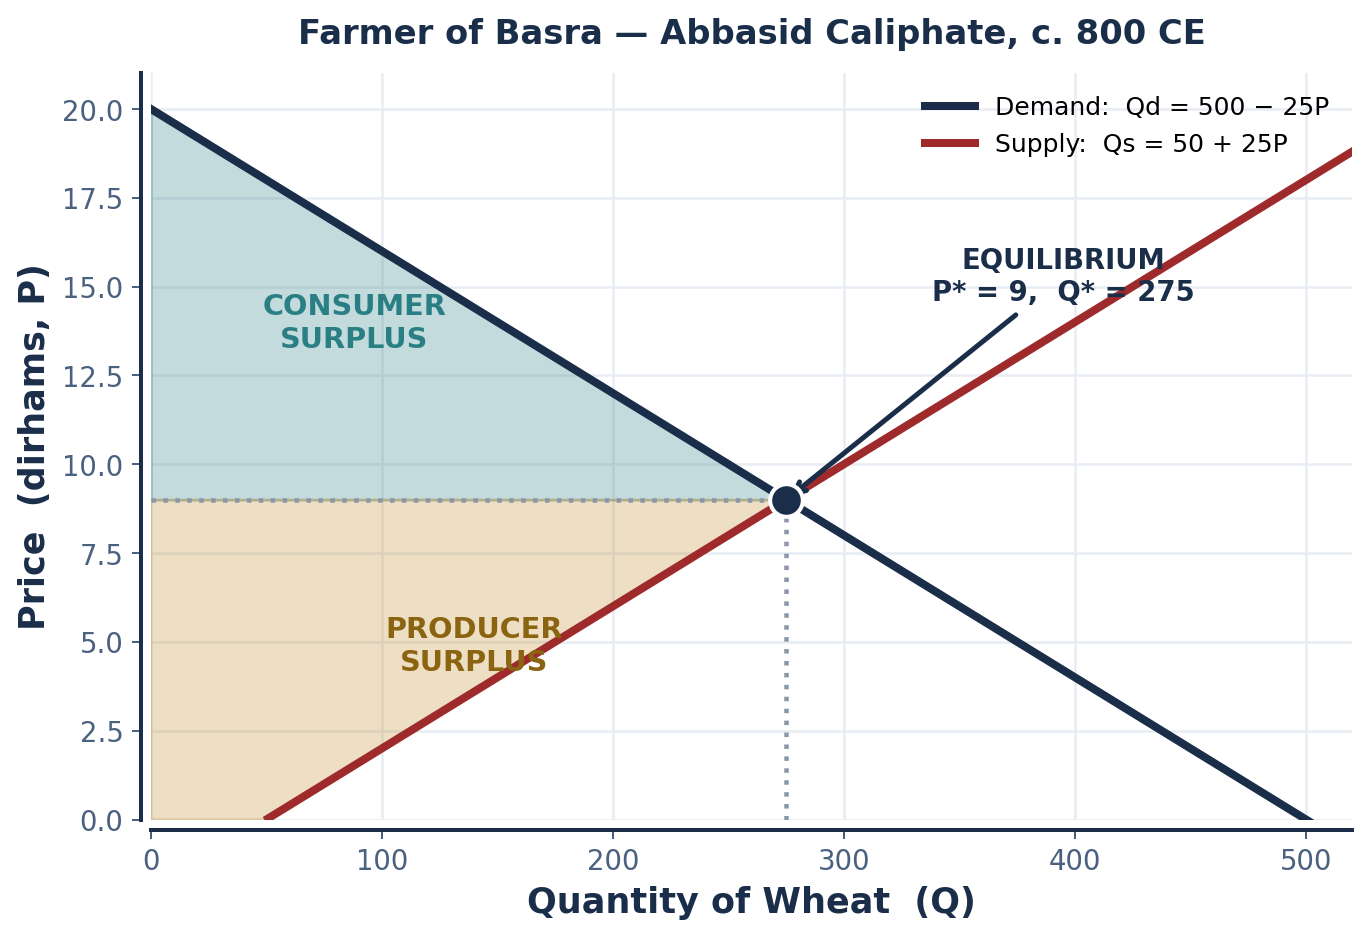 Farmer of Basra — Abbasid Caliphate, c. 800 CE
Demand:  Qd = 500 − 25P
Supply:  Qs = 50 + 25P
EQUILIBRIUM
P* = 9,  Q* = 275
CONSUMER
SURPLUS
PRODUCER
SURPLUS
Price  (dirhams, P)
20.0
17.5
15.0
12.5
10.0
7.5
5.0
2.5
0.0
0 100 200 300 400 500
Quantity of Wheat  (Q)